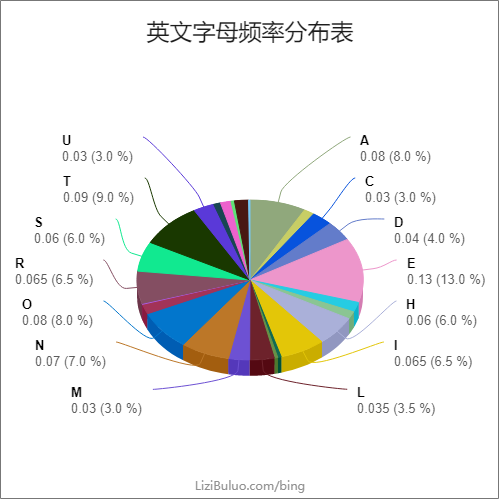 英文字母频率分布表
U
0.03 (3.0 %)
A
0.08 (8.0 %)
T
0.09 (9.0 %)
C
0.03 (3.0 %)
S
0.06 (6.0 %)
D
0.04 (4.0 %)
R
0.065 (6.5 %)
E
0.13 (13.0 %)
O
0.08 (8.0 %)
H
0.06 (6.0 %)
N
0.07 (7.0 %)
I
0.065 (6.5 %)
M
0.03 (3.0 %)
L
0.035 (3.5 %)
LiziBuluo.com/bing